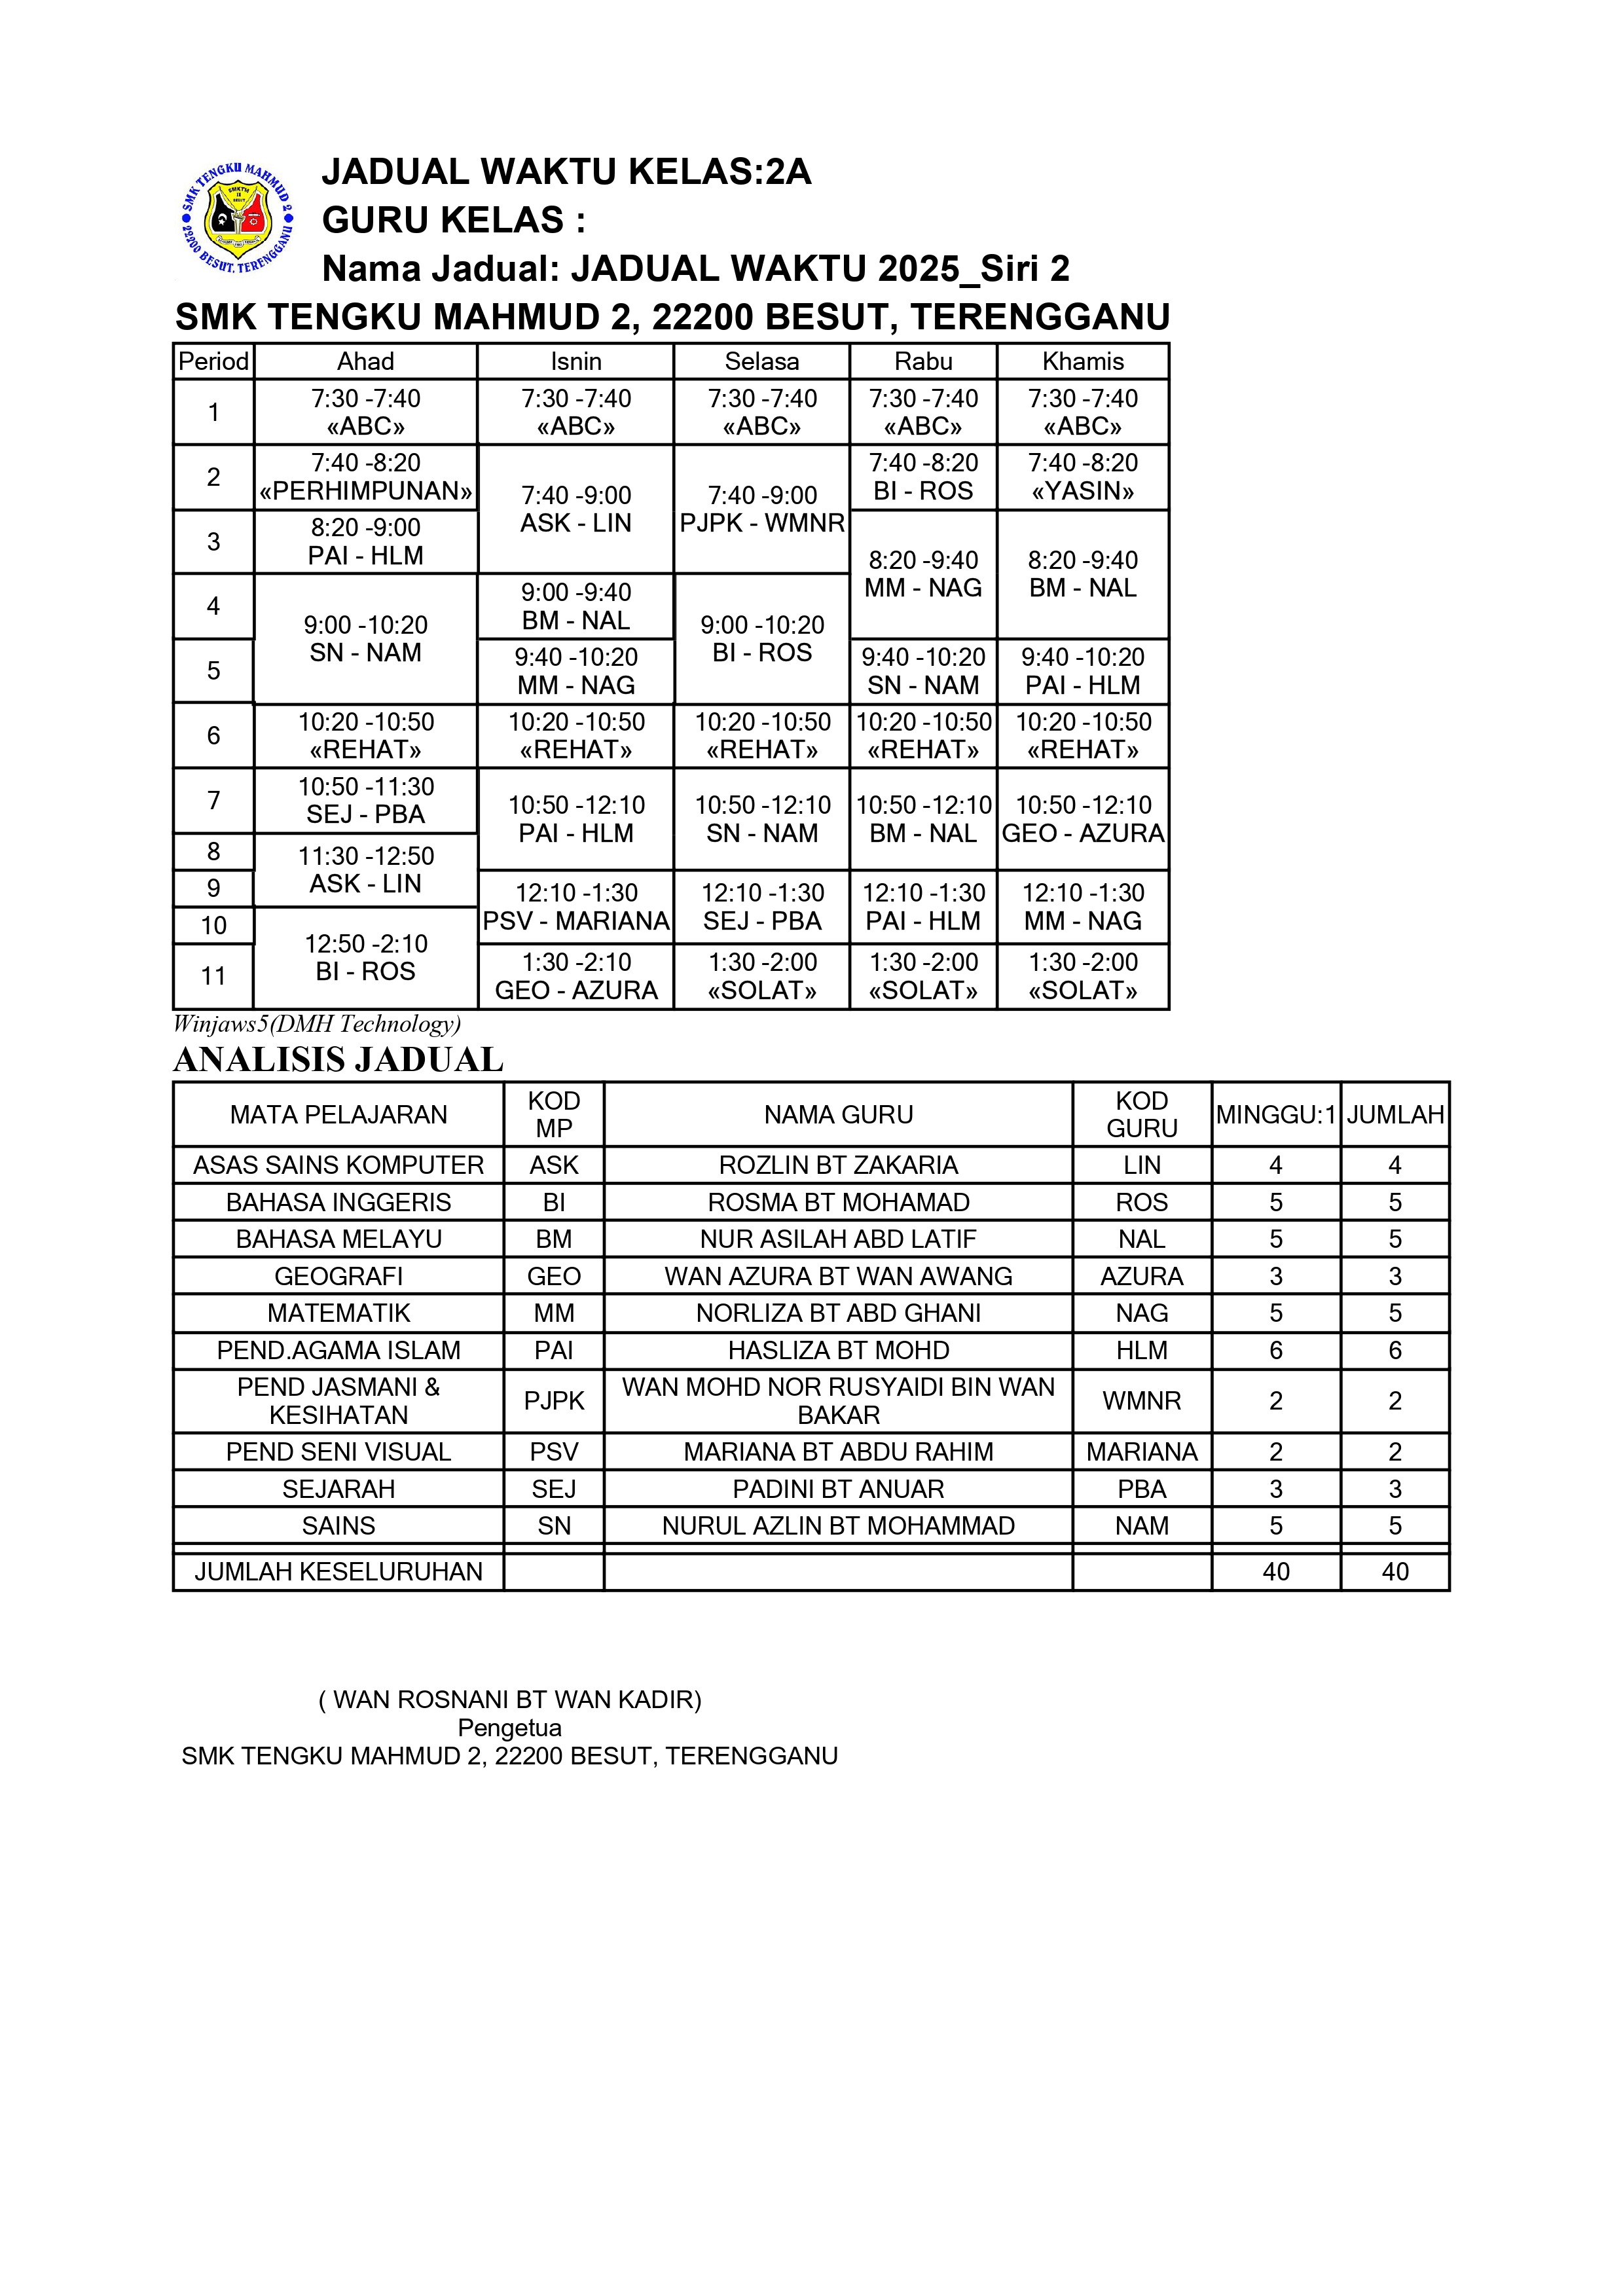 SMK TENGKU MAHMUD 2
22200 BESUT, TERENGGANU
JADUAL WAKTU KELAS:2A
GURU KELAS :
Nama Jadual: JADUAL WAKTU 2025_Siri 2
SMK TENGKU MAHMUD 2, 22200 BESUT, TERENGGANU
Period Ahad Isnin Selasa Rabu Khamis
1
7:30 -7:40
«ABC»
7:30 -7:40
«ABC»
7:30 -7:40
«ABC»
7:30 -7:40
«ABC»
7:30 -7:40
«ABC»
2
7:40 -8:20
«PERHIMPUNAN»
7:40 -9:00
ASK - LIN
7:40 -9:00
PJPK - WMNR
7:40 -8:20
BI - ROS
7:40 -8:20
«YASIN»
3
8:20 -9:00
PAI - HLM
8:20 -9:40
MM - NAG
8:20 -9:40
BM - NAL
4
9:00 -10:20
SN - NAM
9:00 -9:40
BM - NAL
9:00 -10:20
BI - ROS
5
9:40 -10:20
MM - NAG
9:40 -10:20
SN - NAM
9:40 -10:20
PAI - HLM
6
10:20 -10:50
«REHAT»
10:20 -10:50
«REHAT»
10:20 -10:50
«REHAT»
10:20 -10:50
«REHAT»
10:20 -10:50
«REHAT»
7
10:50 -11:30
SEJ - PBA
10:50 -12:10
PAI - HLM
10:50 -12:10
SN - NAM
10:50 -12:10
BM - NAL
10:50 -12:10
GEO - AZURA
8
11:30 -12:50
ASK - LIN
9
12:10 -1:30
PSV - MARIANA
12:10 -1:30
SEJ - PBA
12:10 -1:30
PAI - HLM
12:10 -1:30
MM - NAG
10
12:50 -2:10
BI - ROS
11
1:30 -2:10
GEO - AZURA
1:30 -2:00
«SOLAT»
1:30 -2:00
«SOLAT»
1:30 -2:00
«SOLAT»
Winjaws5(DMH Technology)
ANALISIS JADUAL
MATA PELAJARAN
KOD
MP
NAMA GURU
KOD
GURU
MINGGU:1 JUMLAH
ASAS SAINS KOMPUTER ASK ROZLIN BT ZAKARIA LIN 4 4
BAHASA INGGERIS BI ROSMA BT MOHAMAD ROS 5 5
BAHASA MELAYU BM NUR ASILAH ABD LATIF NAL 5 5
GEOGRAFI GEO WAN AZURA BT WAN AWANG AZURA 3 3
MATEMATIK MM NORLIZA BT ABD GHANI NAG 5 5
PEND.AGAMA ISLAM PAI HASLIZA BT MOHD HLM 6 6
PEND JASMANI &
KESIHATAN
PJPK
WAN MOHD NOR RUSYAIDI BIN WAN
BAKAR
WMNR 2 2
PEND SENI VISUAL PSV MARIANA BT ABDU RAHIM MARIANA 2 2
SEJARAH SEJ PADINI BT ANUAR PBA 3 3
SAINS SN NURUL AZLIN BT MOHAMMAD NAM 5 5
JUMLAH KESELURUHAN 40 40
( WAN ROSNANI BT WAN KADIR)
Pengetua
SMK TENGKU MAHMUD 2, 22200 BESUT, TERENGGANU